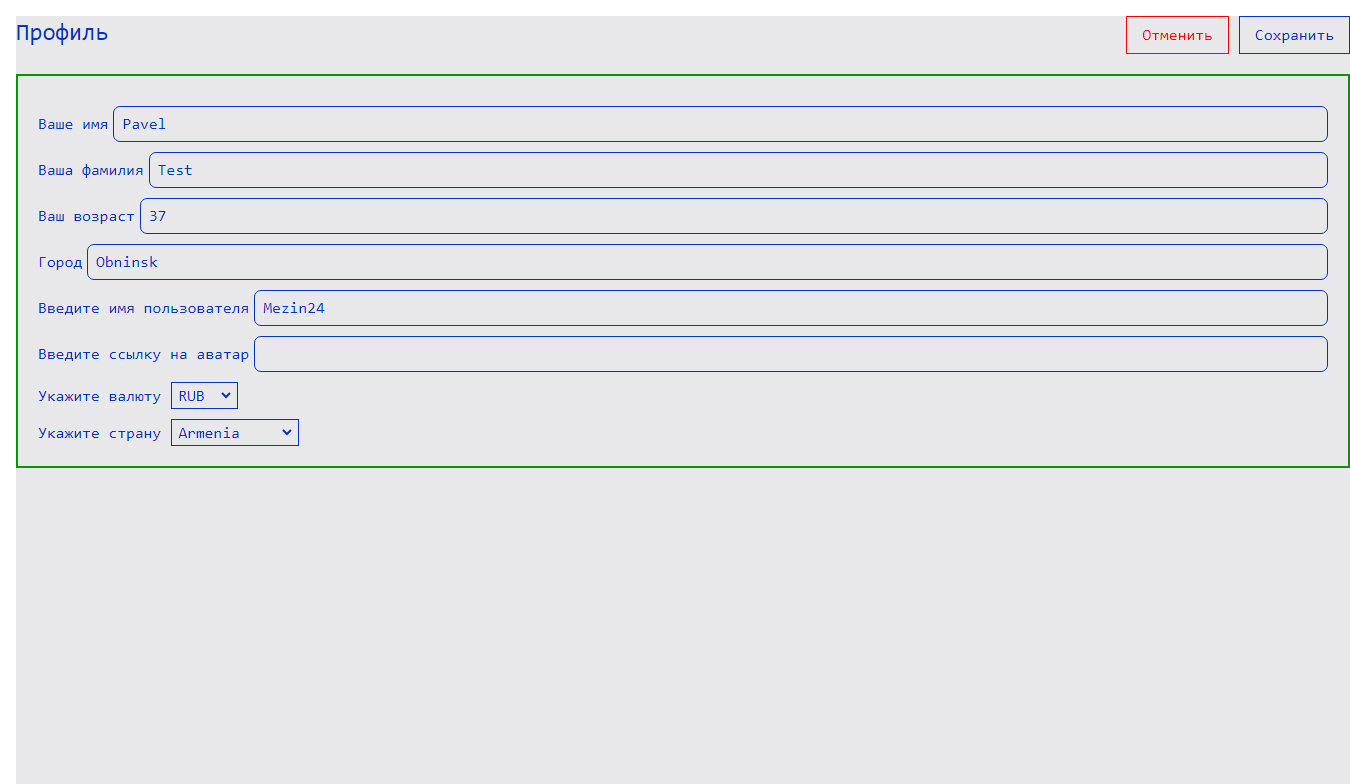 Профиль
Отменить
Сохранить
Ваше имя Pavel
Ваша фамилия Test
Ваш возраст 37
Город Obninsk
Введите имя пользователя Mezin24
Введите ссылку на аватар
Укажите валюту RUB
Укажите страну Armenia